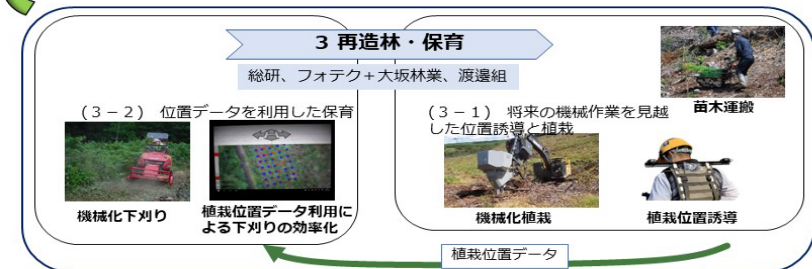 3 再造林・保育
総研、フォテク＋大坂林業、渡邉組
(３－２) 位置データを利用した保育
機械化下刈り
植栽位置データ利用に
よる下刈りの効率化
(３－１) 将来の機械作業を見越
した位置誘導と植栽
苗木運搬
機械化植栽
植栽位置誘導
植栽位置データ